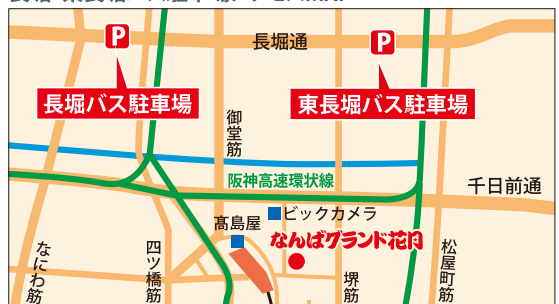 P
P
長堀通
長堀バス駐車場
東長堀バス駐車場
御堂筋
阪神高速環状線
千日前通
ビックカメラ
髙島屋
なんばグランド花月
なにわ筋
四ツ橋筋
堺筋
松屋町筋